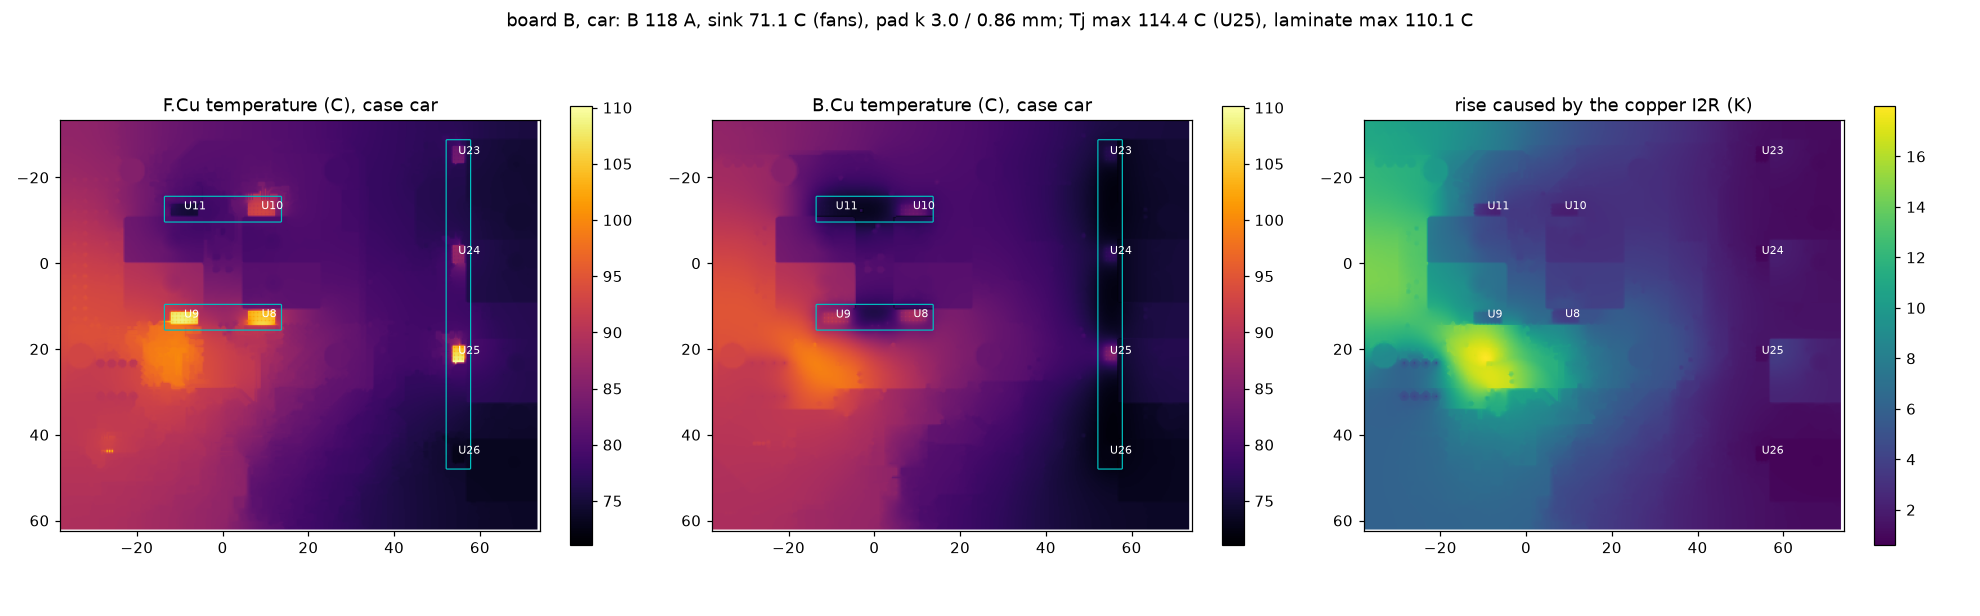 board B, car: B 118 A, sink 71.1 C (fans), pad k 3.0 / 0.86 mm; Tj max 114.4 C (U25), laminate max 110.1 C
F.Cu temperature (C), case car
−20
0
20
40
60
−20
0
20
40
60
U11
U10
U9
U8
U23
U24
U25
U26
110
105
100
95
90
85
80
75
B.Cu temperature (C), case car
−20
0
20
40
60
−20
0
20
40
60
U11
U10
U9
U8
U23
U24
U25
U26
110
105
100
95
90
85
80
75
rise caused by the copper I2R (K)
−20
0
20
40
60
−20
0
20
40
60
U11
U10
U9
U8
U23
U24
U25
U26
16
14
12
10
8
6
4
2